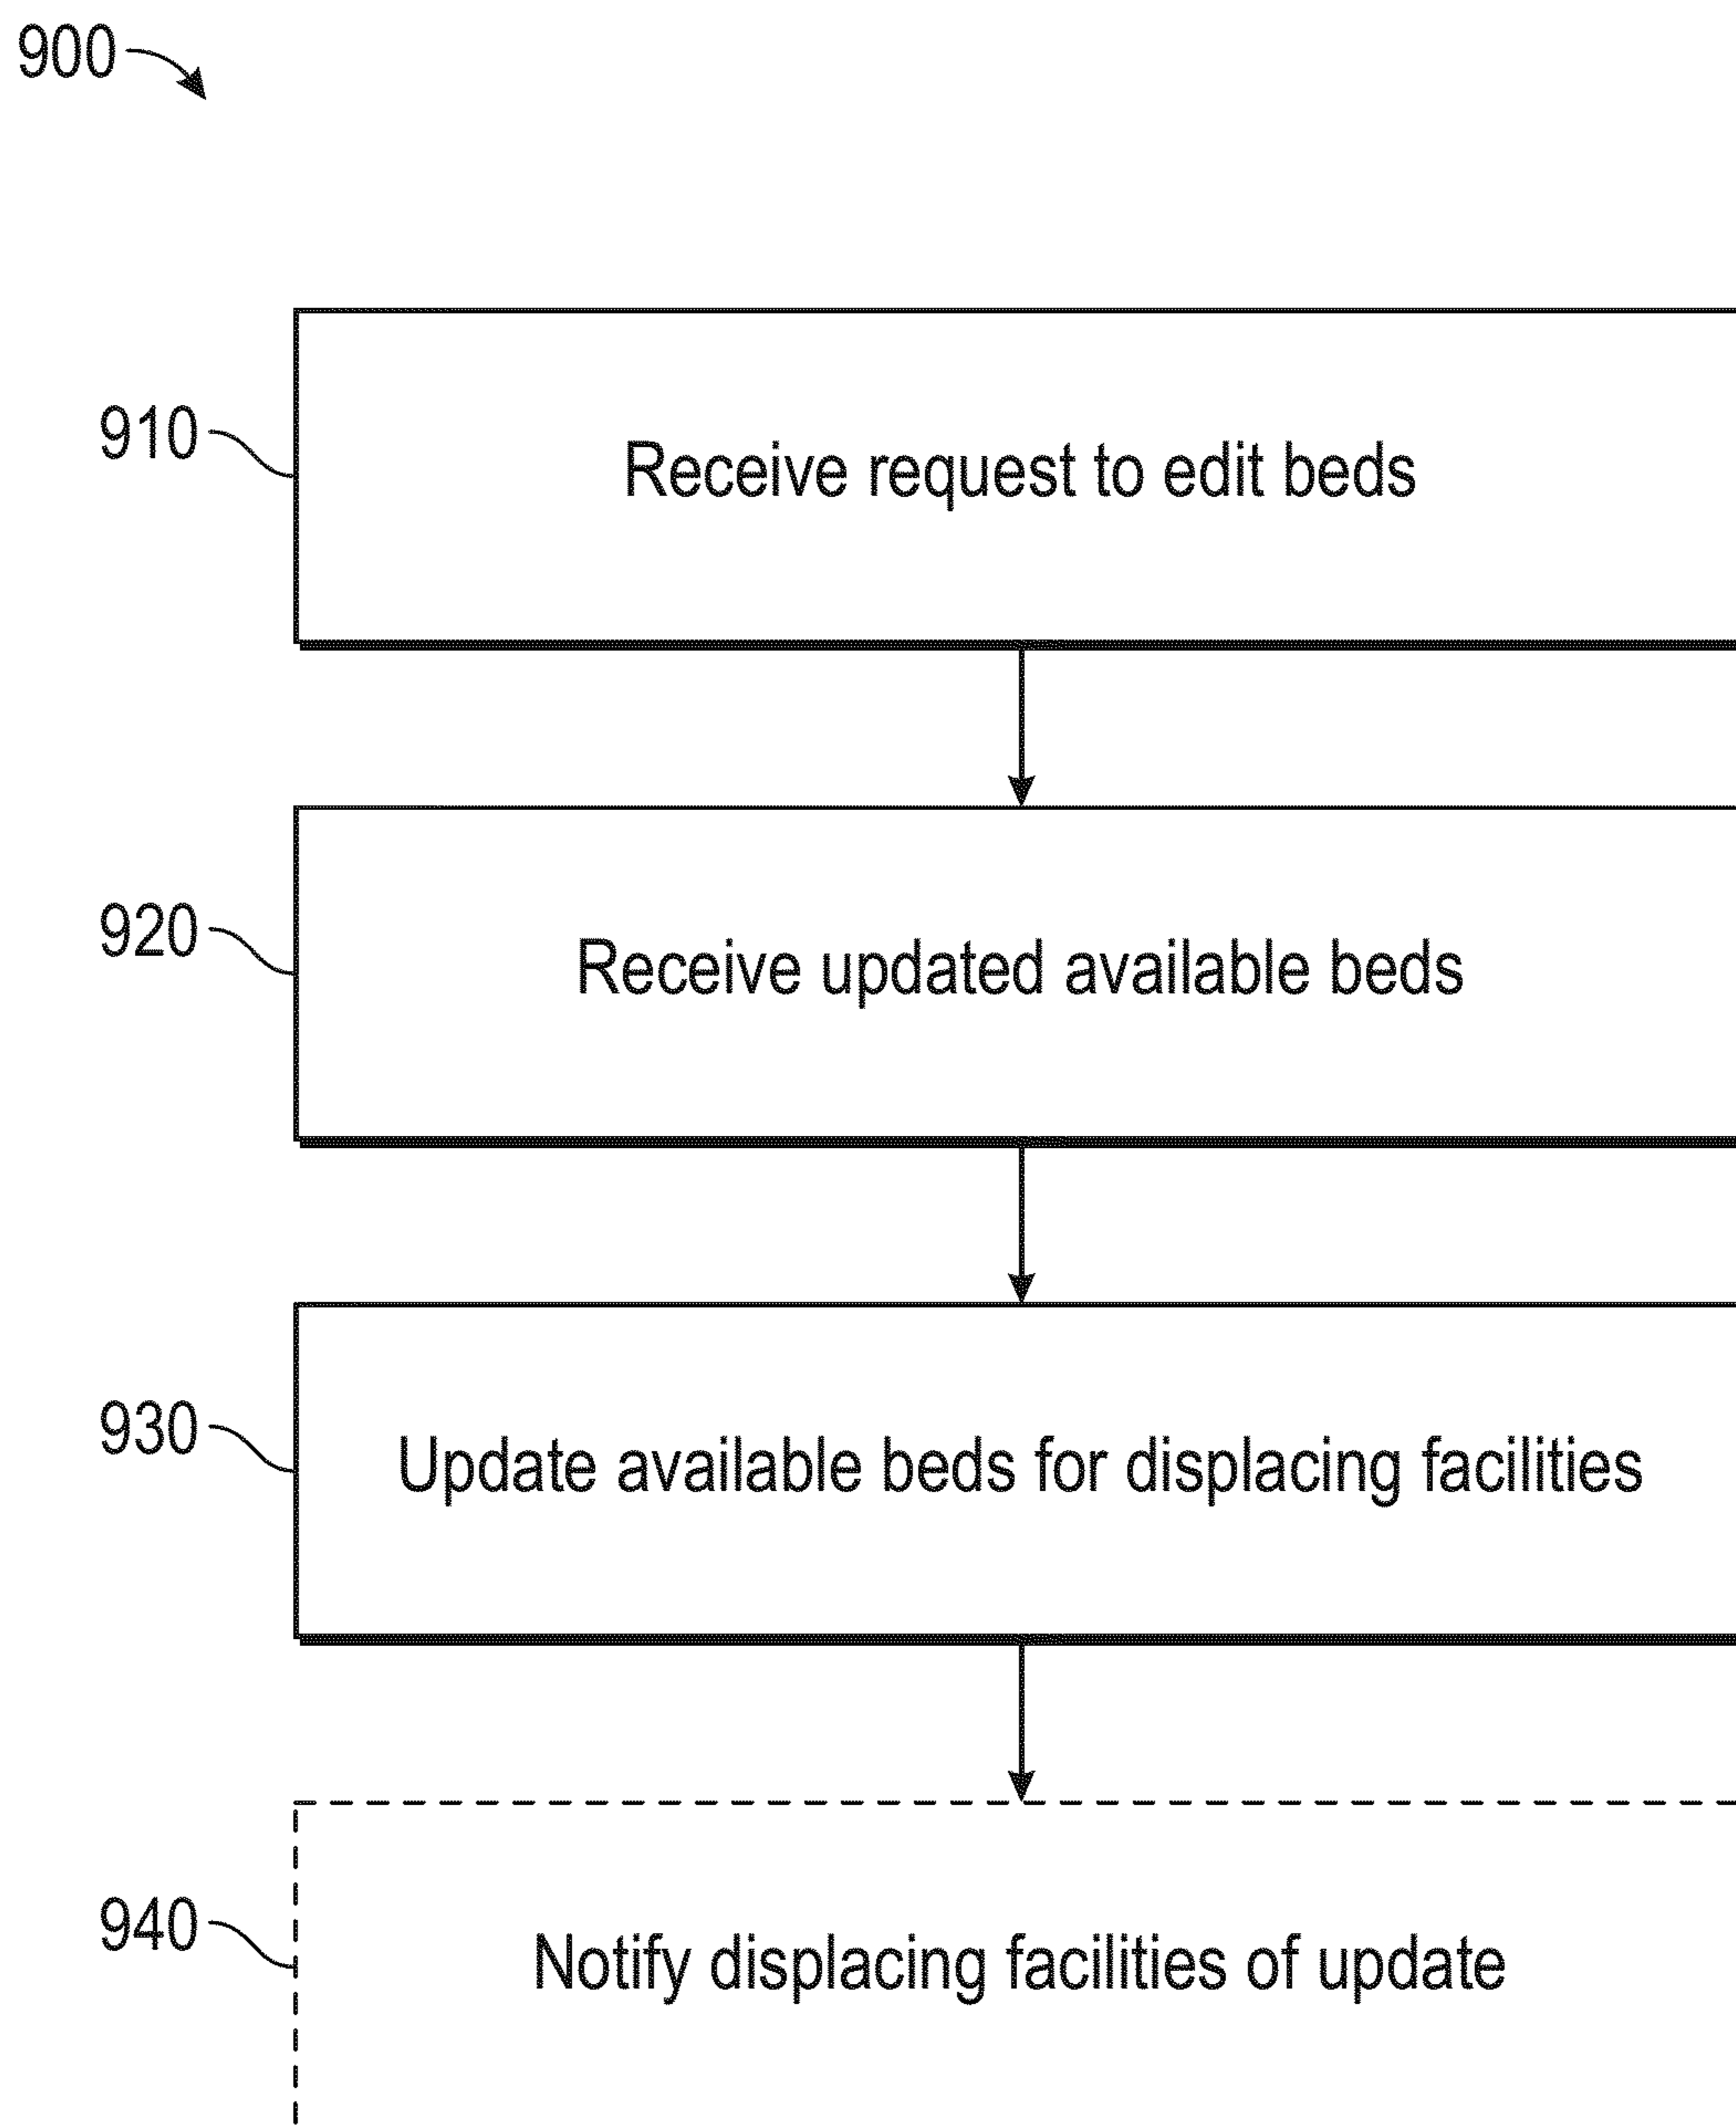 900
910
Receive request to edit beds
920
Receive updated available beds
930
Update available beds for displacing facilities
940
Notify displacing facilities of update